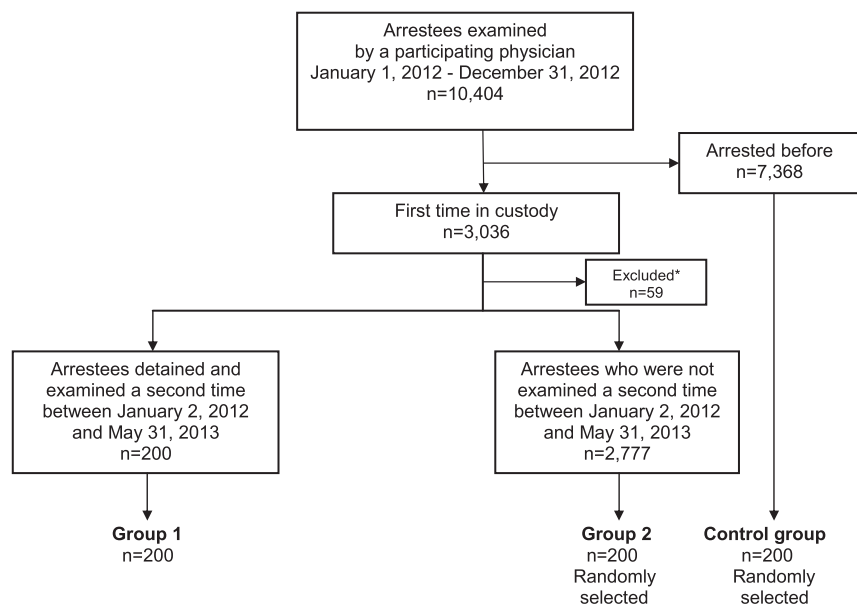 Arrestees examined
by a participating physician
January 1, 2012 - December 31, 2012
n=10,404
Arrested before
n=7,368
First time in custody
n=3,036
Excluded*
n=59
Arrestees detained and
examined a second time
between January 2, 2012
and May 31, 2013
n=200
Arrestees who were not
examined a second time
between January 2, 2012
and May 31, 2013
n=2,777
Group 1
n=200
Group 2
n=200
Randomly
selected
Control group
n=200
Randomly
selected